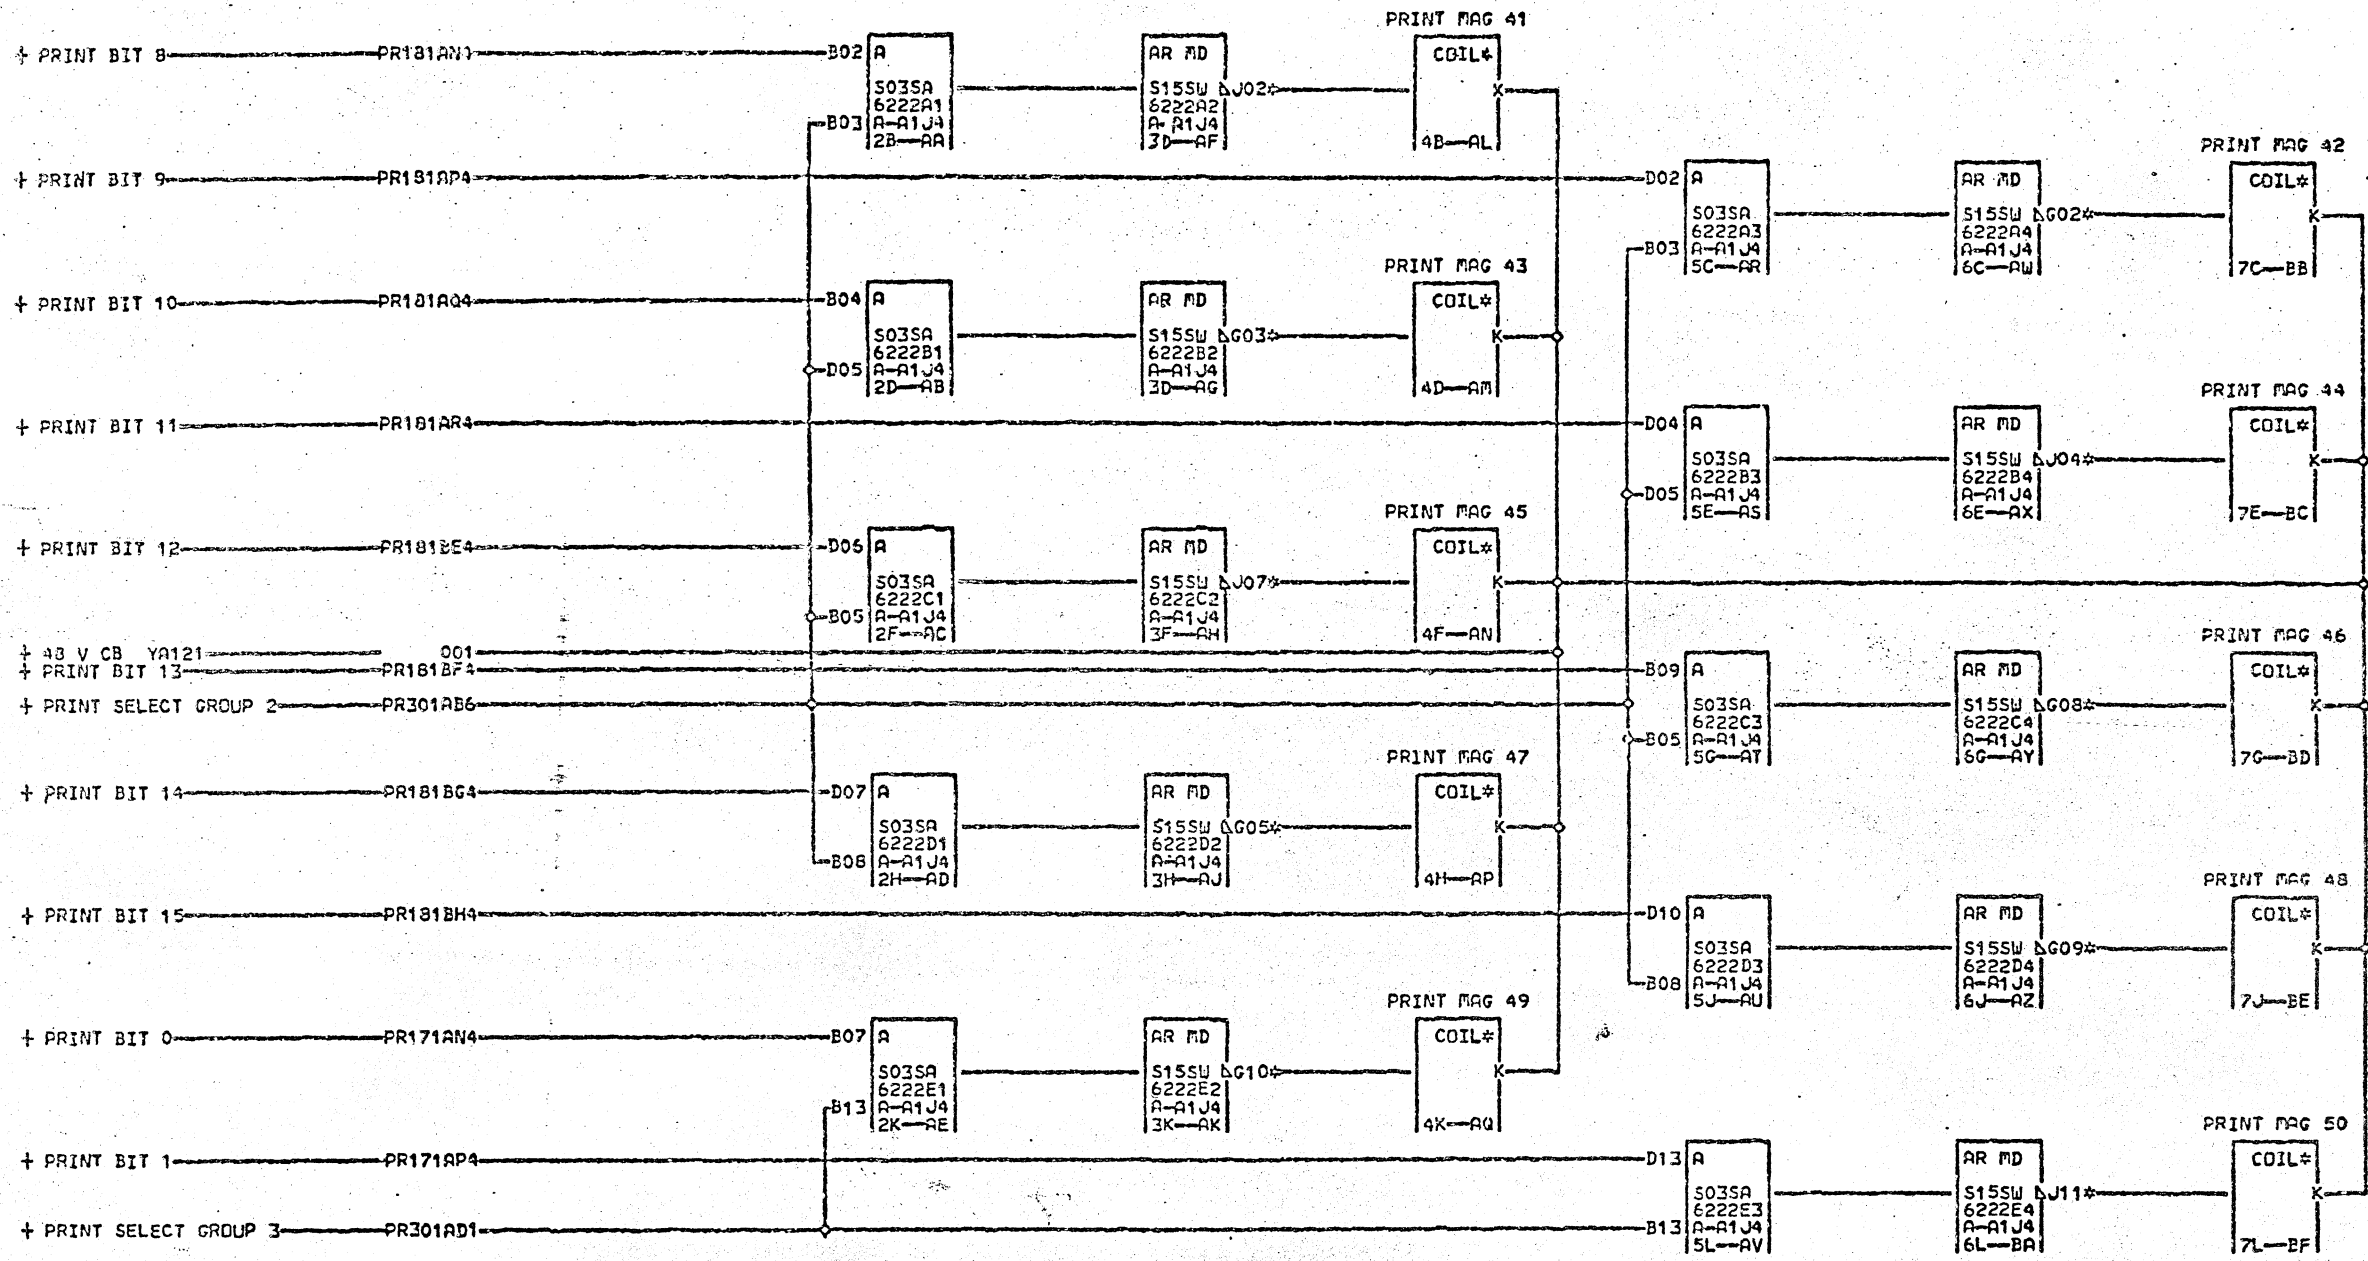 PRINT MAG 41
+ PRINT BIT 8 PR181AN1 B02 A AR MD COIL*
S03SA S15SW J02* K
6222A1 6222A2
B03 A-A1J4 A-A1J4
2B--AA 3D--AF 4B--AL
PRINT MAG 42
+ PRINT BIT 9 PR181AP4 D02 A AR MD COIL*
S03SA S15SW G02* K
6222A3 6222A4
B03 A-A1J4 A-A1J4
5C--AR 6C--AW 7C--BB
PRINT MAG 43
+ PRINT BIT 10 PR181AQ4 B04 A AR MD COIL*
S03SA S15SW G03* K
6222B1 6222B2
D05 A-A1J4 A-A1J4
2D--AB 3D--AG 4D--AM
PRINT MAG 44
+ PRINT BIT 11 PR181AR4 D04 A AR MD COIL*
S03SA S15SW J04* K
6222B3 6222B4
D05 A-A1J4 A-A1J4
5E--AS 6E--AX 7E--BC
PRINT MAG 45
+ PRINT BIT 12 PR181BE4 D06 A AR MD COIL*
S03SA S15SW J07* K
6222C1 6222C2
B05 A-A1J4 A-A1J4
2F--AC 3F--AH 4F--AN
+ 48 V CB YA121 001
PRINT MAG 46
+ PRINT BIT 13 PR181BF4 B09 A AR MD COIL*
+ PRINT SELECT GROUP 2 PR301AB6
S03SA S15SW G08* K
6222C3 6222C4
B05 A-A1J4 A-A1J4
5G--AT 6G--AY 7G--BD
PRINT MAG 47
+ PRINT BIT 14 PR181BG4 D07 A AR MD COIL*
S03SA S15SW G05* K
6222D1 6222D2
B08 A-A1J4 A-A1J4
2H--AD 3H--AJ 4H--AP
PRINT MAG 48
+ PRINT BIT 15 PR181BH4 D10 A AR MD COIL*
S03SA S15SW G09* K
6222D3 6222D4
B08 A-A1J4 A-A1J4
5J--AU 6J--AZ 7J--BE
PRINT MAG 49
+ PRINT BIT 0 PR171AN4 B07 A AR MD COIL*
S03SA S15SW G10* K
6222E1 6222E2
B13 A-A1J4 A-A1J4
2K--AE 3K--AK 4K--AQ
PRINT MAG 50
+ PRINT BIT 1 PR171AP4 D13 A AR MD COIL*
S03SA S15SW J11* K
6222E3 6222E4
+ PRINT SELECT GROUP 3 PR301AD1 B13 A-A1J4 A-A1J4
5L--AV 6L--BA 7L--BF